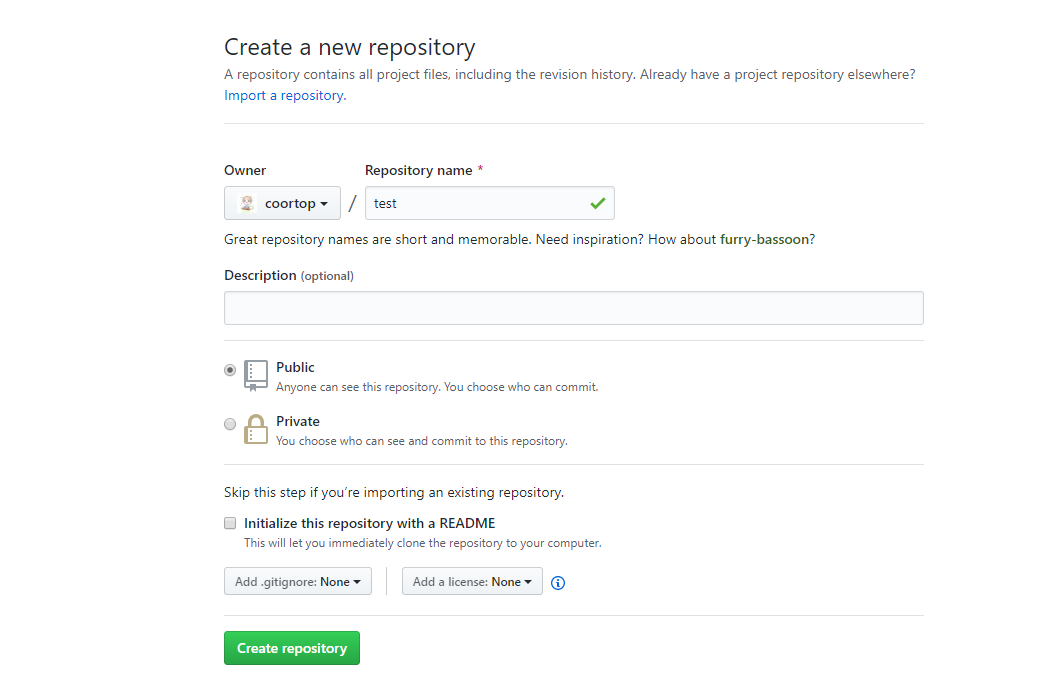 Create a new repository
A repository contains all project files, including the revision history. Already have a project repository elsewhere?
Import a repository.
Owner
Repository name *
coortop / test
Great repository names are short and memorable. Need inspiration? How about furry-bassoon?
Description (optional)
Public
Anyone can see this repository. You choose who can commit.
Private
You choose who can see and commit to this repository.
Skip this step if you’re importing an existing repository.
Initialize this repository with a README
This will let you immediately clone the repository to your computer.
Add .gitignore: None
Add a license: None
Create repository